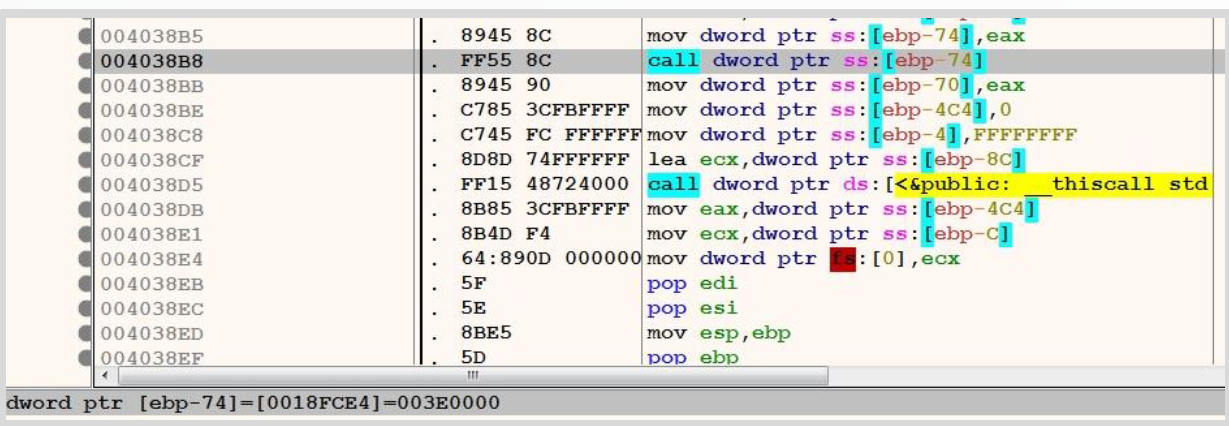 004038B5 . 8945 8C mov dword ptr ss:[ebp-74],eax
004038B8 . FF55 8C call dword ptr ss:[ebp-74]
004038BB . 8945 90 mov dword ptr ss:[ebp-70],eax
004038BE . C785 3CFBFFFF mov dword ptr ss:[ebp-4C4],0
004038C8 . C745 FC FFFFFF mov dword ptr ss:[ebp-4],FFFFFFFF
004038CF . 8D8D 74FFFFFF lea ecx,dword ptr ss:[ebp-8C]
004038D5 . FF15 48724000 call dword ptr ds:[<&public: __thiscall std
004038DB . 8B85 3CFBFFFF mov eax,dword ptr ss:[ebp-4C4]
004038E1 . 8B4D F4 mov ecx,dword ptr ss:[ebp-C]
004038E4 . 64:890D 000000 mov dword ptr fs:[0],ecx
004038EB . 5F pop edi
004038EC . 5E pop esi
004038ED . 8BE5 mov esp,ebp
004038EF . 5D pop ebp
dword ptr [ebp-74]=[0018FCE4]=003E0000